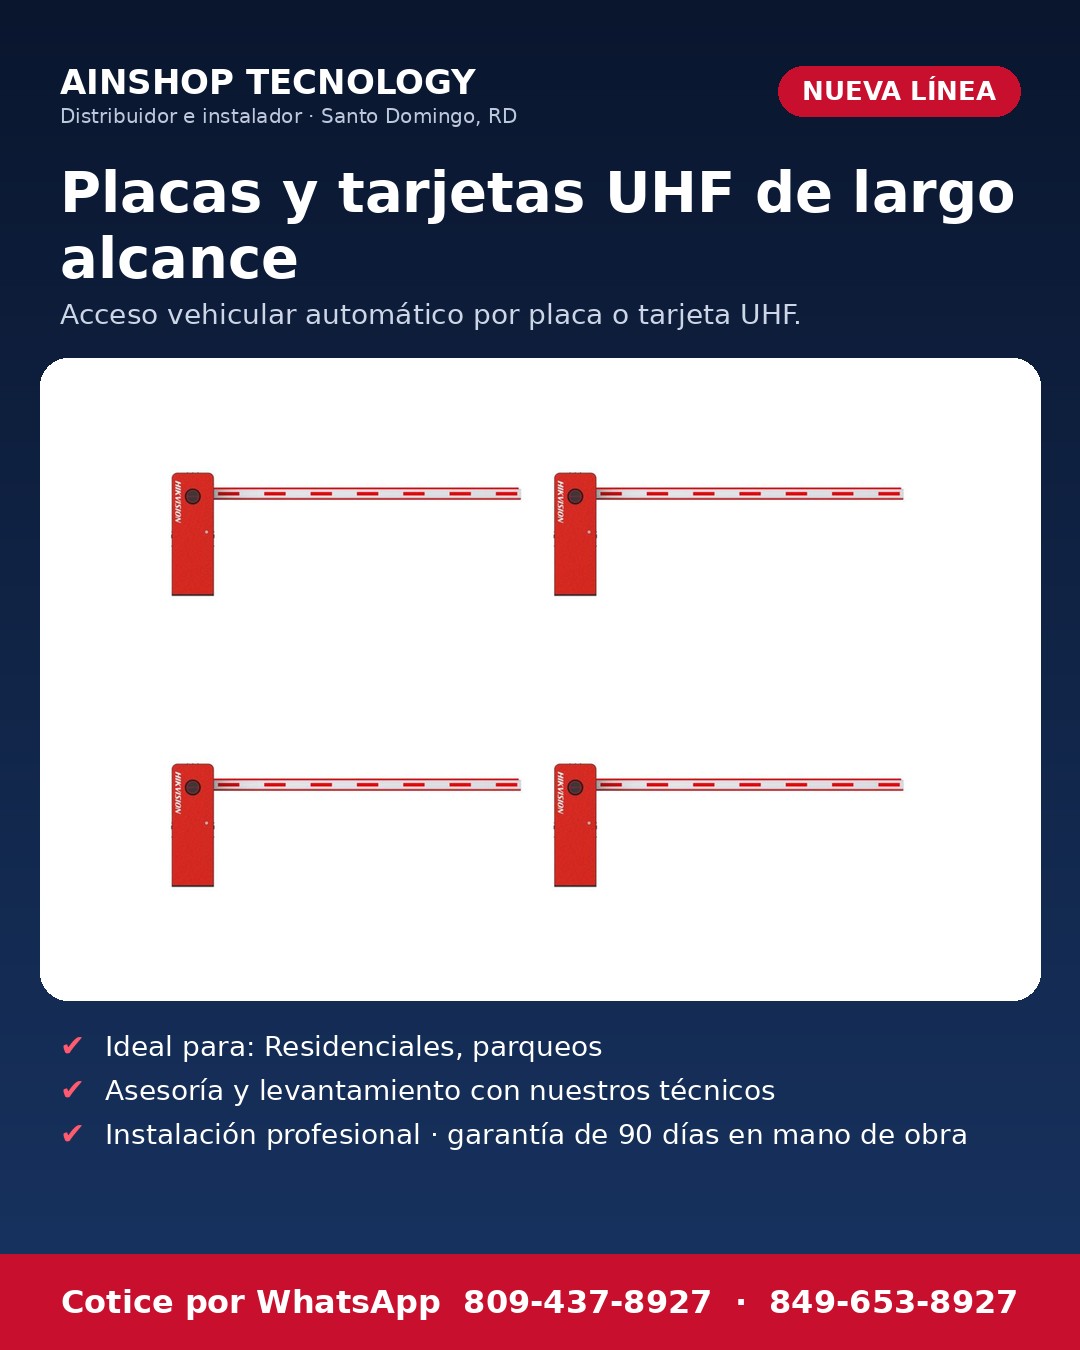 AINSHOP TECNOLOGY
Distribuidor e instalador · Santo Domingo, RD
NUEVA LÍNEA
Placas y tarjetas UHF de largo
alcance
Acceso vehicular automático por placa o tarjeta UHF.
HIKVISION
HIKVISION
HIKVISION
HIKVISION
✔ Ideal para: Residenciales, parqueos
✔ Asesoría y levantamiento con nuestros técnicos
✔ Instalación profesional · garantía de 90 días en mano de obra
Cotice por WhatsApp 809-437-8927 · 849-653-8927